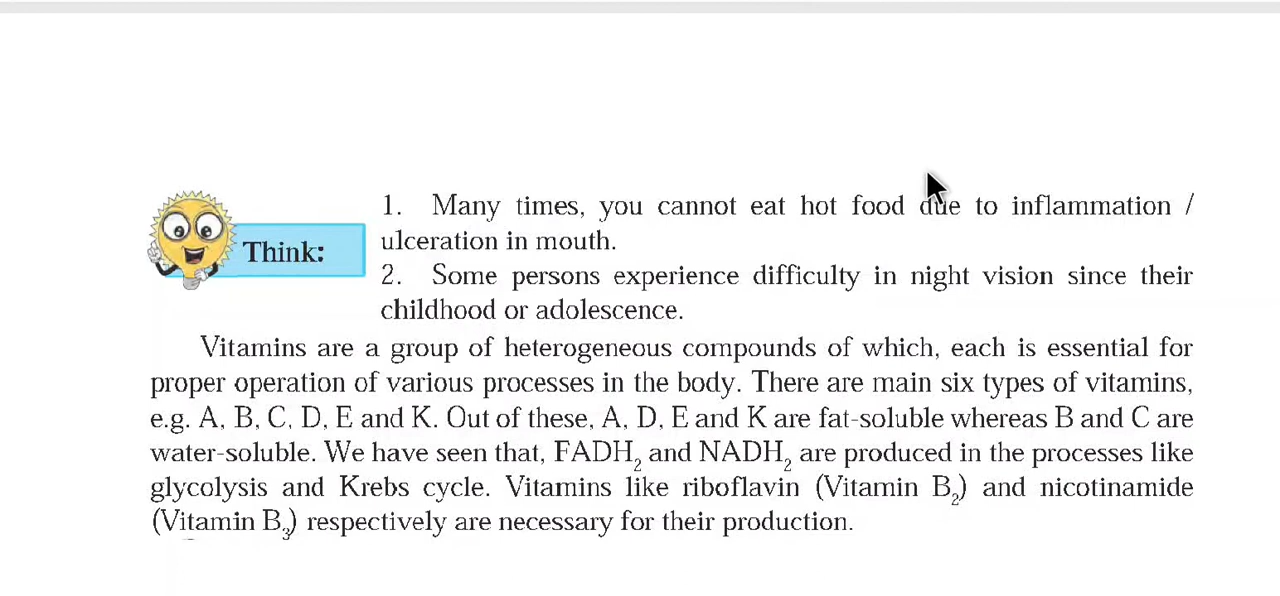 Think:
1. Many times, you cannot eat hot food due to inflammation /
ulceration in mouth.
2. Some persons experience difficulty in night vision since their
childhood or adolescence.
Vitamins are a group of heterogeneous compounds of which, each is essential for
proper operation of various processes in the body. There are main six types of vitamins,
e.g. A, B, C, D, E and K. Out of these, A, D, E and K are fat-soluble whereas B and C are
water-soluble. We have seen that, FADH₂ and NADH₂ are produced in the processes like
glycolysis and Krebs cycle. Vitamins like riboflavin (Vitamin B₂) and nicotinamide
(Vitamin B₃) respectively are necessary for their production.